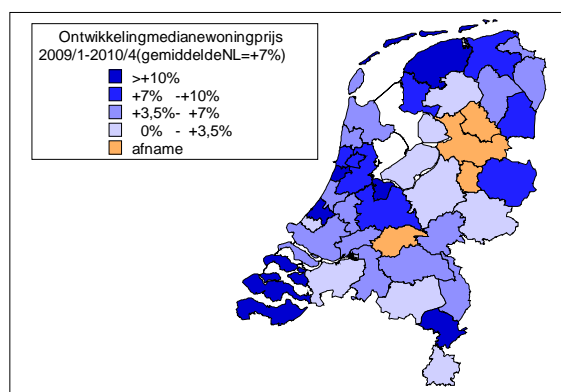 Ontwikkelingmedianewoningprijs
2009/1-2010/4(gemiddeldeNL=+7%)
>+10%
+7% -+10%
+3,5%- +7%
0% - +3,5%
afname